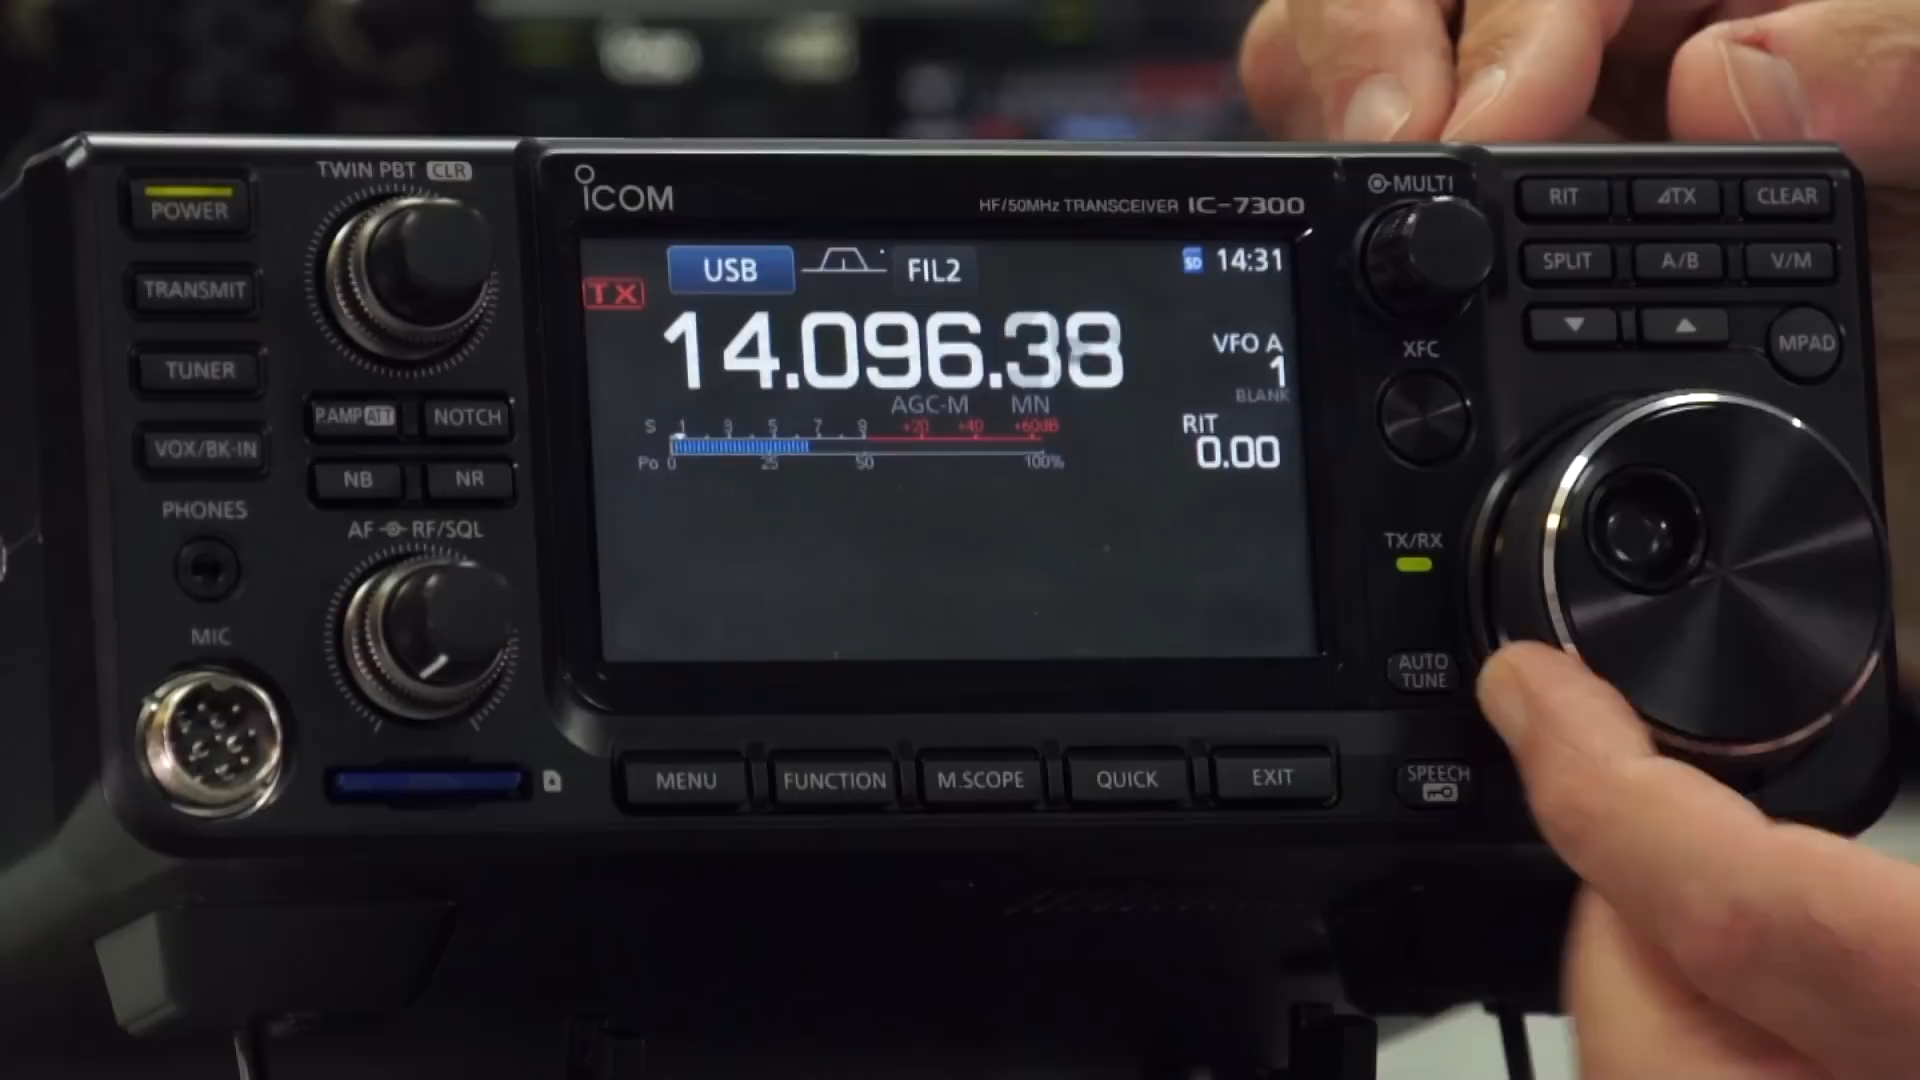 TWIN PBT CLR
POWER
TRANSMIT
TUNER
VOX/BK-IN
PHONES
MIC
P.AMP ATT
NOTCH
NB
NR
AF RF/SQL
ICOM
HF/50MHz TRANSCEIVER IC-7300
USB
FIL2
SD
14:31
TX
14.096.38
VFO A
1
BLANK
AGC-M
MN
S 1 3 5 7 9 +20 +40 +60dB
Po 0 25 50 100%
RIT
0.00
MENU
FUNCTION
M.SCOPE
QUICK
EXIT
MULTI
XFC
TX/RX
AUTO
TUNE
SPEECH
RIT
ΔTX
CLEAR
SPLIT
A/B
V/M
MPAD